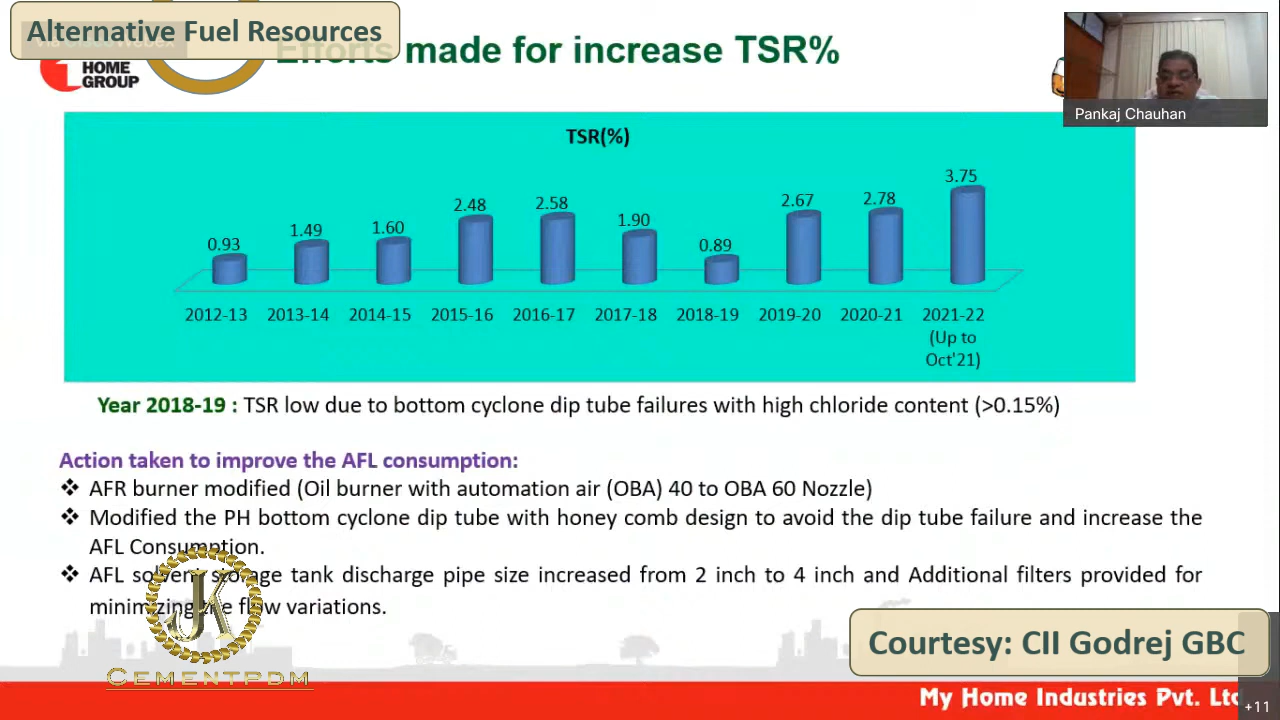 Alternative Fuel Resources
Efforts made for increase TSR%
HOME
GROUP
Pankaj Chauhan
TSR(%)
0.93 1.49 1.60 2.48 2.58 1.90 0.89 2.67 2.78 3.75
2012-13 2013-14 2014-15 2015-16 2016-17 2017-18 2018-19 2019-20 2020-21 2021-22
(Up to
Oct'21)
Year 2018-19 : TSR low due to bottom cyclone dip tube failures with high chloride content (>0.15%)
Action taken to improve the AFL consumption:
❖ AFR burner modified (Oil burner with automation air (OBA) 40 to OBA 60 Nozzle)
❖ Modified the PH bottom cyclone dip tube with honey comb design to avoid the dip tube failure and increase the
AFL Consumption.
❖ AFL solvent storage tank discharge pipe size increased from 2 inch to 4 inch and Additional filters provided for
minimizing the flow variations.
JK
CEMENTPDM
Courtesy: CII Godrej GBC
My Home Industries Pvt. Ltd
+11